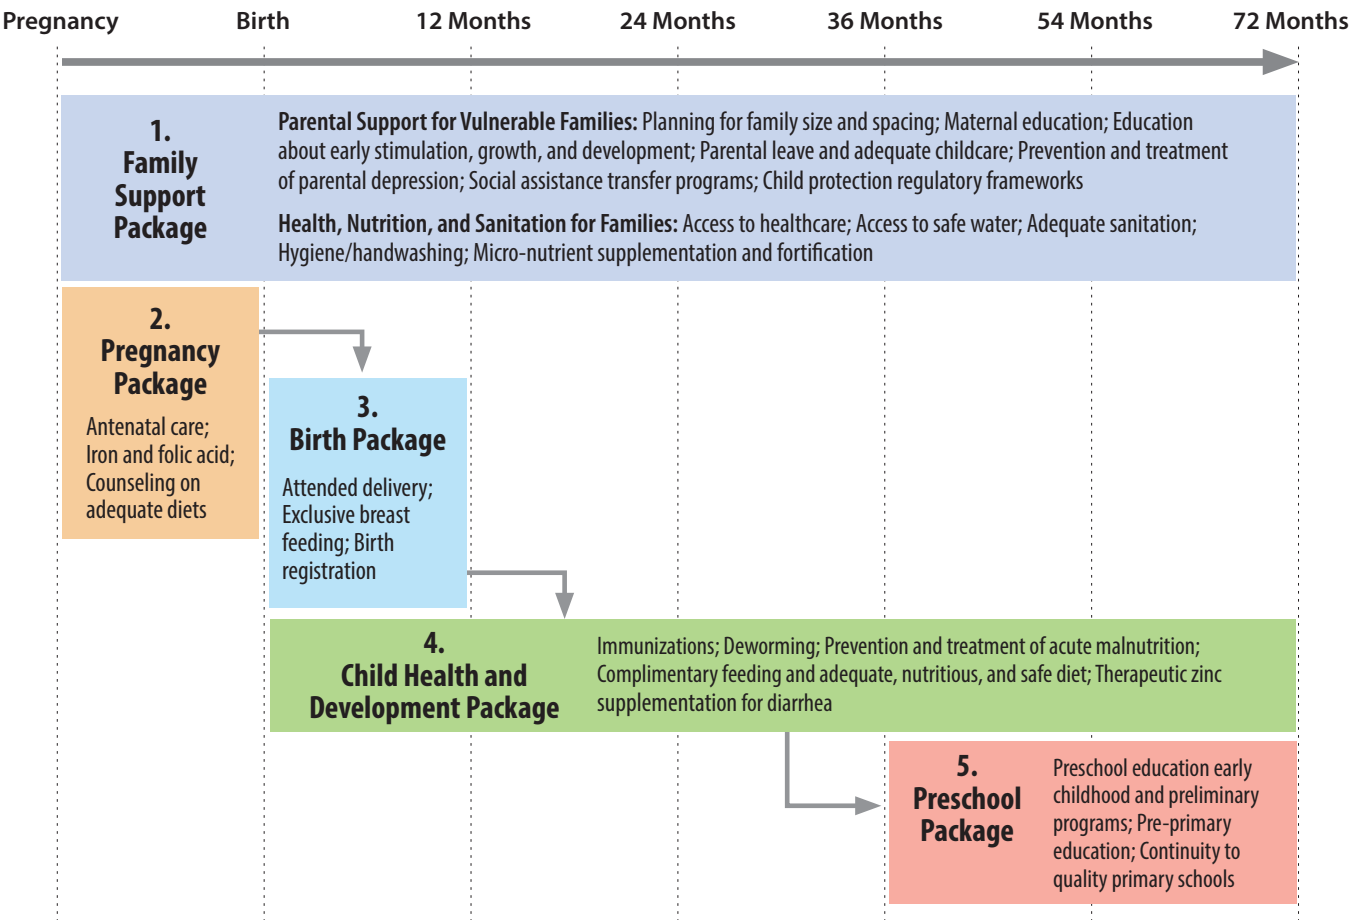 Pregnancy Birth 12 Months 24 Months 36 Months 54 Months 72 Months
1.
Family
Support
Package
Parental Support for Vulnerable Families: Planning for family size and spacing; Maternal education; Education
about early stimulation, growth, and development; Parental leave and adequate childcare; Prevention and treatment
of parental depression; Social assistance transfer programs; Child protection regulatory frameworks
Health, Nutrition, and Sanitation for Families: Access to healthcare; Access to safe water; Adequate sanitation;
Hygiene/handwashing; Micro-nutrient supplementation and fortification
2.
Pregnancy
Package
Antenatal care;
Iron and folic acid;
Counseling on
adequate diets
3.
Birth Package
Attended delivery;
Exclusive breast
feeding; Birth
registration
4.
Child Health and
Development Package
Immunizations; Deworming; Prevention and treatment of acute malnutrition;
Complimentary feeding and adequate, nutritious, and safe diet; Therapeutic zinc
supplementation for diarrhea
5.
Preschool
Package
Preschool education early
childhood and preliminary
programs; Pre-primary
education; Continuity to
quality primary schools